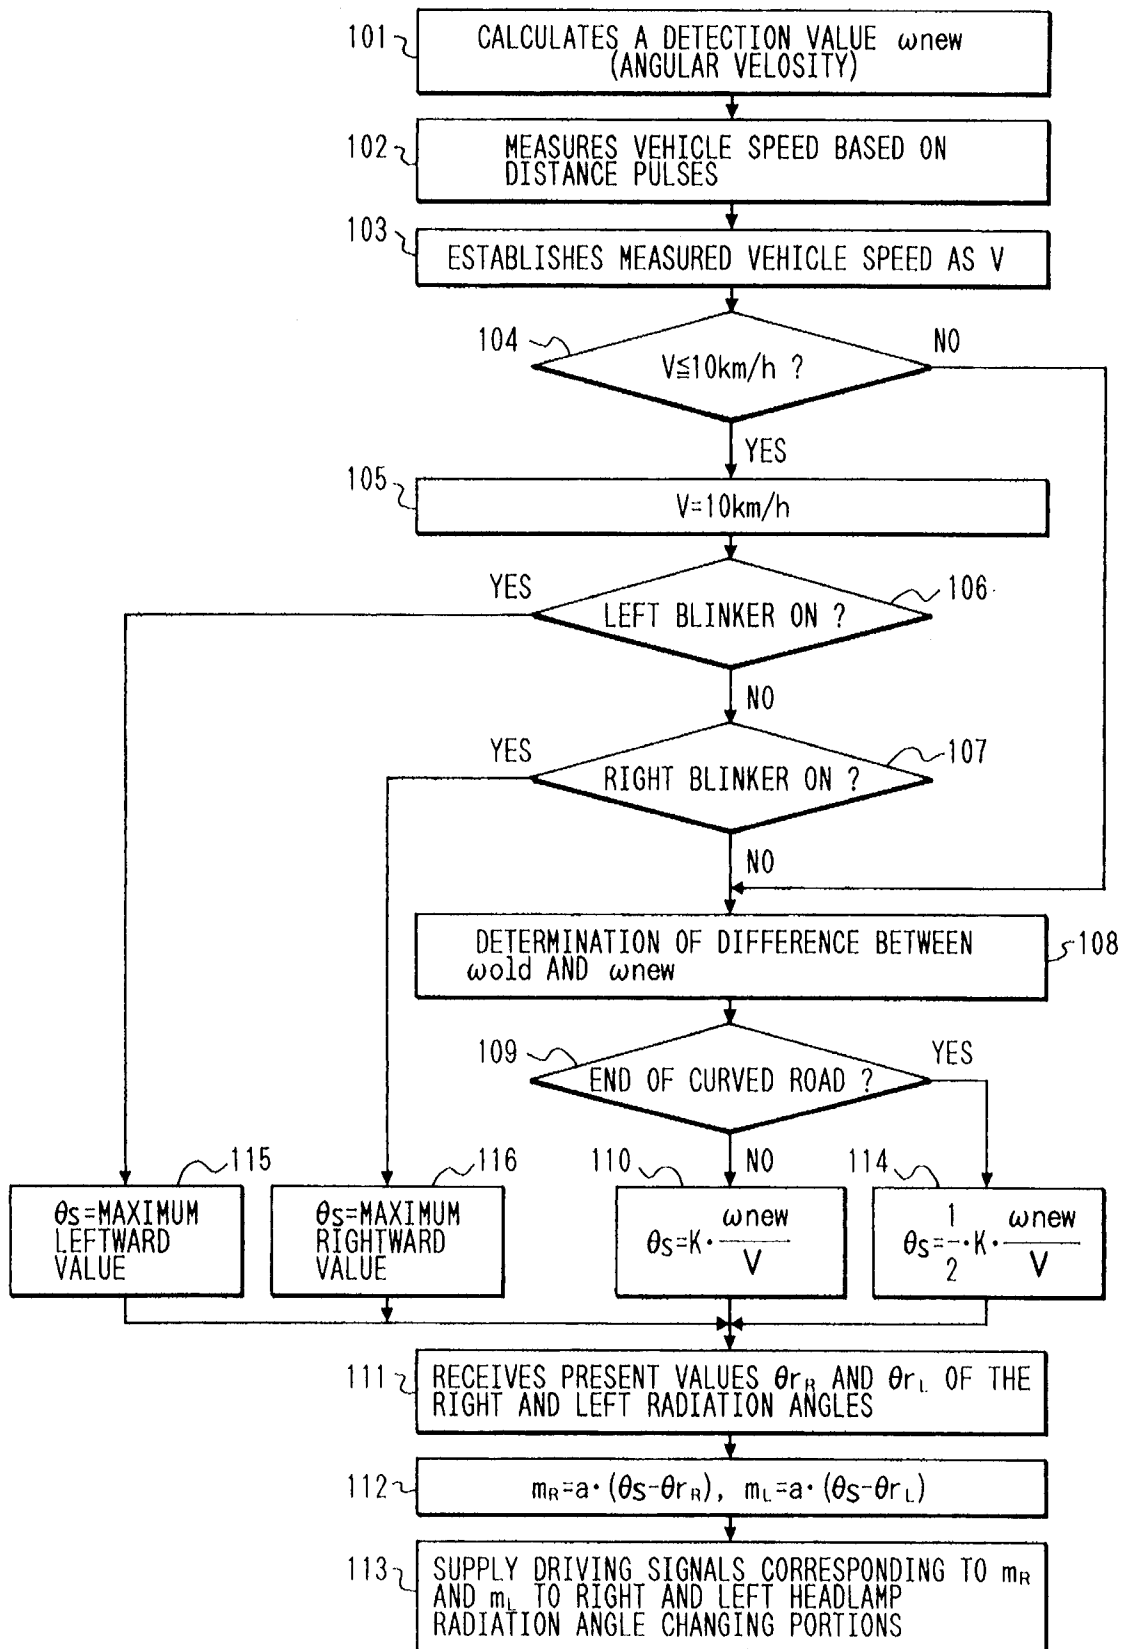 101
CALCULATES A DETECTION VALUE ωnew
(ANGULAR VELOSITY)
102
MEASURES VEHICLE SPEED BASED ON
DISTANCE PULSES
103
ESTABLISHES MEASURED VEHICLE SPEED AS V
104
V≦10km/h ?
NO
YES
105
V=10km/h
YES
LEFT BLINKER ON ?
106
NO
YES
RIGHT BLINKER ON ?
107
NO
DETERMINATION OF DIFFERENCE BETWEEN
ωold AND ωnew
108
109
END OF CURVED ROAD ?
YES
NO
115
θs=MAXIMUM
LEFTWARD
VALUE
116
θs=MAXIMUM
RIGHTWARD
VALUE
110
θs=K·ωnew/V
114
θs=1/2·K·ωnew/V
111
RECEIVES PRESENT VALUES θrR AND θrL OF THE
RIGHT AND LEFT RADIATION ANGLES
112
mR=a·(θs-θrR), mL=a·(θs-θrL)
113
SUPPLY DRIVING SIGNALS CORRESPONDING TO mR
AND mL TO RIGHT AND LEFT HEADLAMP
RADIATION ANGLE CHANGING PORTIONS